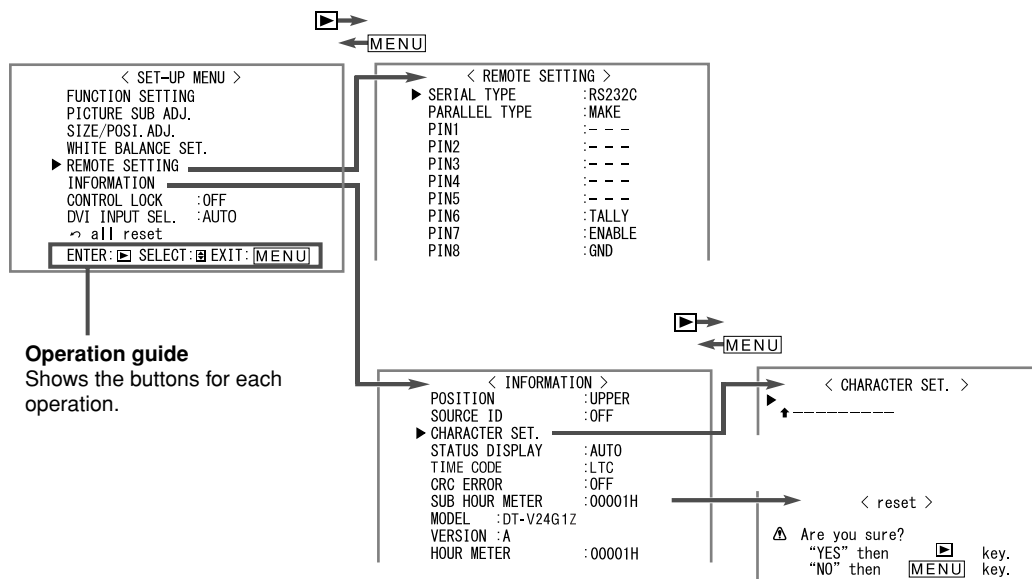 ▶ →
← MENU
< SET-UP MENU >
FUNCTION SETTING
PICTURE SUB ADJ.
SIZE/POSI. ADJ.
WHITE BALANCE SET.
▶ REMOTE SETTING
INFORMATION
CONTROL LOCK :OFF
DVI INPUT SEL. :AUTO
↶ all reset
ENTER: ▶ SELECT: ⬍ EXIT: MENU
Operation guide
Shows the buttons for each
operation.
< REMOTE SETTING >
▶ SERIAL TYPE :RS232C
PARALLEL TYPE :MAKE
PIN1 :– – –
PIN2 :– – –
PIN3 :– – –
PIN4 :– – –
PIN5 :– – –
PIN6 :TALLY
PIN7 :ENABLE
PIN8 :GND
▶ →
← MENU
< INFORMATION >
POSITION :UPPER
SOURCE ID :OFF
▶ CHARACTER SET.
STATUS DISPLAY :AUTO
TIME CODE :LTC
CRC ERROR :OFF
SUB HOUR METER :00001H
MODEL :DT-V24G1Z
VERSION :A
HOUR METER :00001H
< CHARACTER SET. >
▶
⬆ – – – – – – – – – –
< reset >
⚠ Are you sure?
“YES” then ▶ key.
“NO” then MENU key.